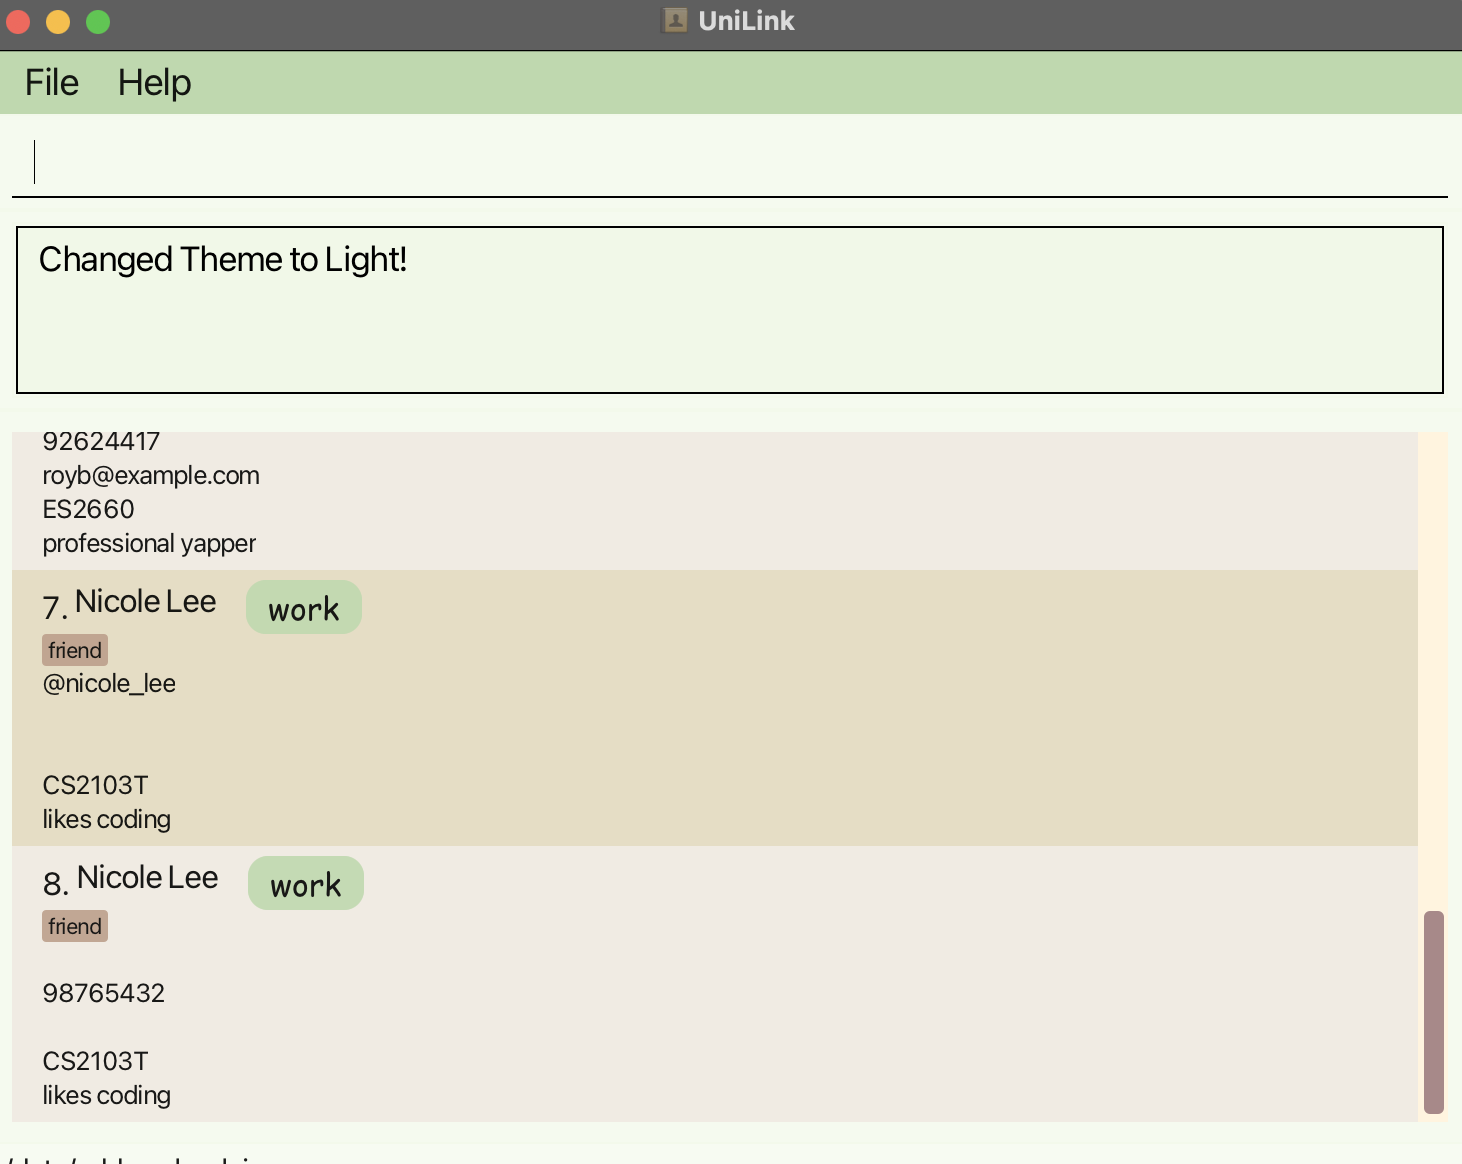 UniLink
File Help
Changed Theme to Light!
92624417
royb@example.com
ES2660
professional yapper
7. Nicole Lee work
friend
@nicole_lee
CS2103T
likes coding
8. Nicole Lee work
friend
98765432
CS2103T
likes coding